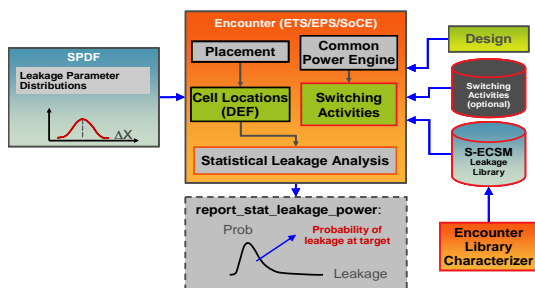 SPDF
Leakage Parameter
Distributions
ΔX
Encounter (ETS/EPS/SoCE)
Placement
Common
Power Engine
Cell Locations
(DEF)
Switching
Activities
Statistical Leakage Analysis
Design
Switching
Activities
(optional)
S-ECSM
Leakage
Library
Encounter
Library
Characterizer
report_stat_leakage_power:
Prob
Probability of
leakage at target
Leakage